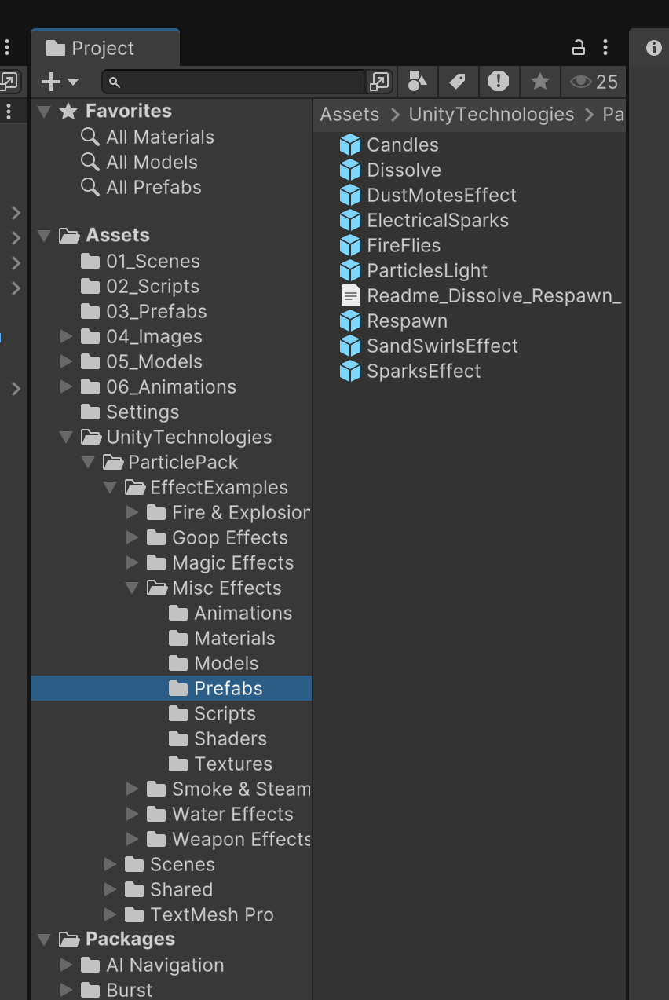 Project
25
Favorites
All Materials
All Models
All Prefabs
Assets
01_Scenes
02_Scripts
03_Prefabs
04_Images
05_Models
06_Animations
Settings
UnityTechnologies
ParticlePack
EffectExamples
Fire & Explosion
Goop Effects
Magic Effects
Misc Effects
Animations
Materials
Models
Prefabs
Scripts
Shaders
Textures
Smoke & Steam
Water Effects
Weapon Effects
Scenes
Shared
TextMesh Pro
Packages
AI Navigation
Burst
Assets > UnityTechnologies > Pa
Candles
Dissolve
DustMotesEffect
ElectricalSparks
FireFlies
ParticlesLight
Readme_Dissolve_Respawn_
Respawn
SandSwirlsEffect
SparksEffect